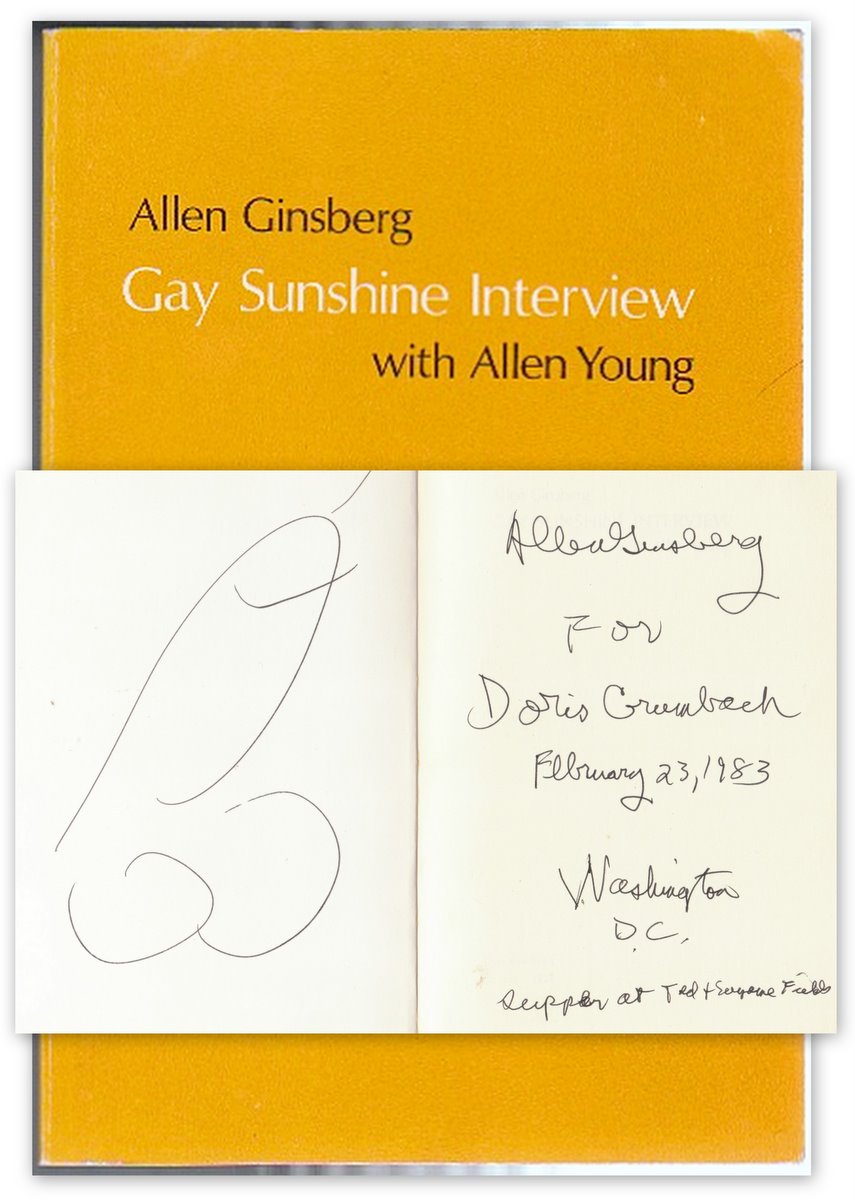 Allen Ginsberg
Gay Sunshine Interview
with Allen Young
Allen Ginsberg
For
Doris Grumbach
February 23, 1983
Washington
D.C.
supper at Ted + Suzanne Fields